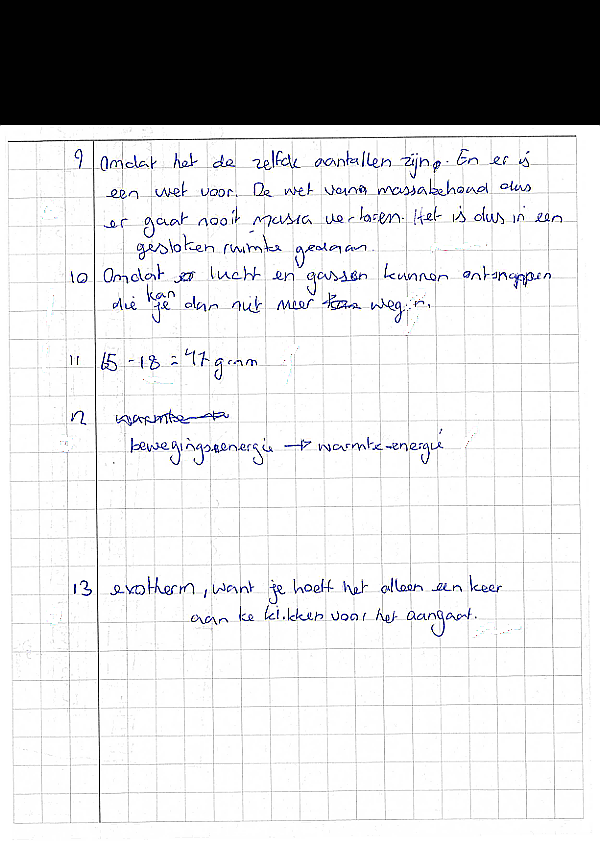 9 Omdat het de zelfde aantallen zijn. En er is
een wet voor. De wet vana massabehoud dus
er gaat nooit massa verloren. Het is dus in een
gesloten ruimte gedaan.
10 Omdat er lucht en gassen kunnen ontsnappen
die kan je dan niet meer kan wegen.
11 65 - 18 = 47 gram
12 warmte
bewegingsenergie → warmte-energie
13 exotherm, want je hoeft het alleen een keer
aan te klikken voor het aangaat.